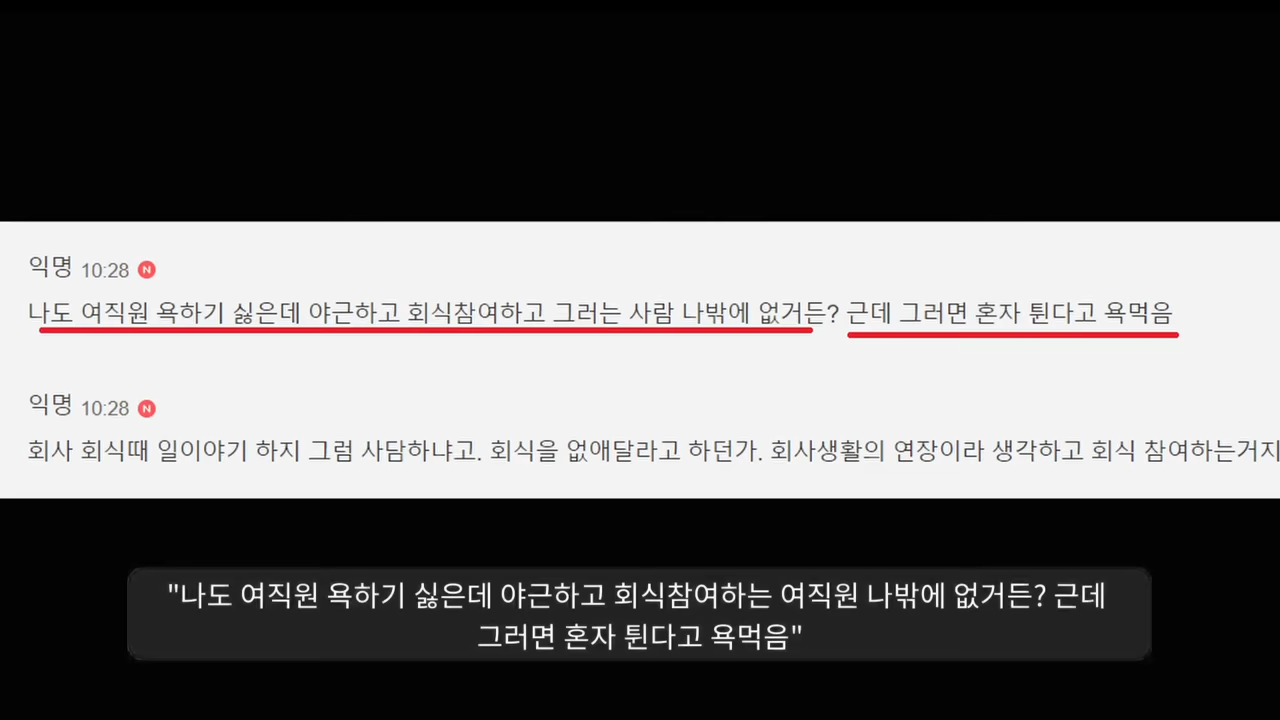 익명 10:28 N
나도 여직원 욕하기 싫은데 야근하고 회식참여하고 그러는 사람 나밖에 없거든? 근데 그러면 혼자 튄다고 욕먹음
익명 10:28 N
회사 회식때 일이야기 하지 그럼 사담하냐고. 회식을 없애달라고 하던가. 회사생활의 연장이라 생각하고 회식 참여하는거지
"나도 여직원 욕하기 싫은데 야근하고 회식참여하는 여직원 나밖에 없거든? 근데
그러면 혼자 튄다고 욕먹음"